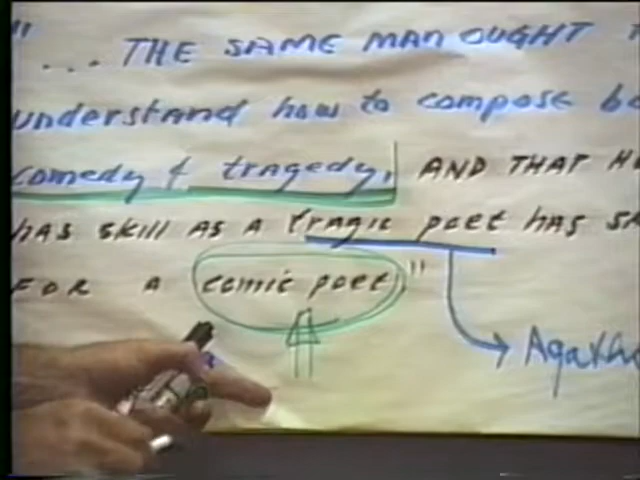 "... THE SAME MAN OUGHT
understand how to compose
comedy & tragedy, AND THAT
has skill as a tragic poet has
FOR A comic poet"